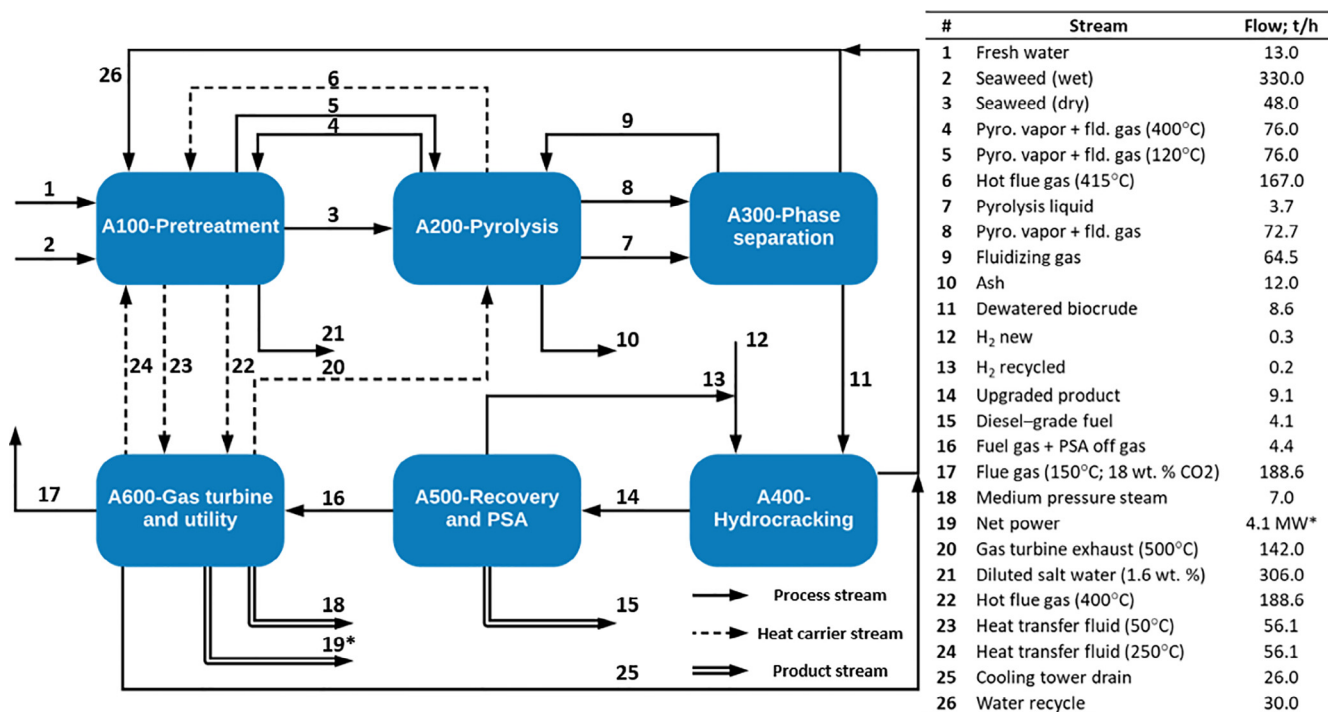 26
6
5
4
9
1
2
A100-Pretreatment
3
A200-Pyrolysis
8
7
A300-Phase
separation
24
23
22
21
20
10
12
13
11
17
A600-Gas turbine
and utility
16
A500-Recovery
and PSA
14
A400-
Hydrocracking
18
19*
15
25
Process stream
Heat carrier stream
Product stream
# Stream Flow; t/h
1 Fresh water 13.0
2 Seaweed (wet) 330.0
3 Seaweed (dry) 48.0
4 Pyro. vapor + fld. gas (400°C) 76.0
5 Pyro. vapor + fld. gas (120°C) 76.0
6 Hot flue gas (415°C) 167.0
7 Pyrolysis liquid 3.7
8 Pyro. vapor + fld. gas 72.7
9 Fluidizing gas 64.5
10 Ash 12.0
11 Dewatered biocrude 8.6
12 H₂ new 0.3
13 H₂ recycled 0.2
14 Upgraded product 9.1
15 Diesel–grade fuel 4.1
16 Fuel gas + PSA off gas 4.4
17 Flue gas (150°C; 18 wt. % CO2) 188.6
18 Medium pressure steam 7.0
19 Net power 4.1 MW*
20 Gas turbine exhaust (500°C) 142.0
21 Diluted salt water (1.6 wt. %) 306.0
22 Hot flue gas (400°C) 188.6
23 Heat transfer fluid (50°C) 56.1
24 Heat transfer fluid (250°C) 56.1
25 Cooling tower drain 26.0
26 Water recycle 30.0